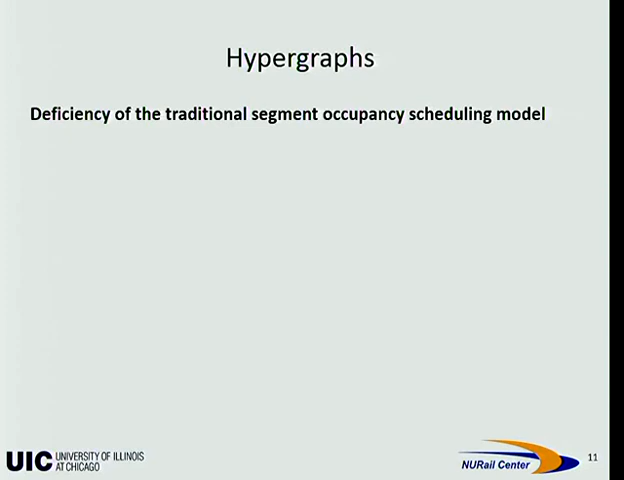 Hypergraphs
Deficiency of the traditional segment occupancy scheduling model
UIC UNIVERSITY OF ILLINOIS
AT CHICAGO
NURail Center
11